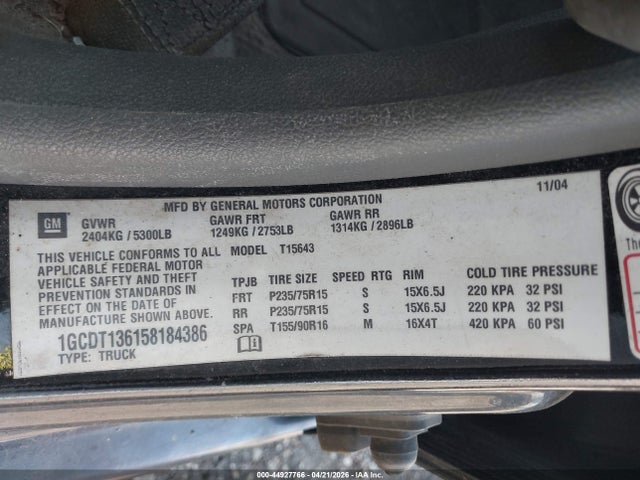 MFD BY GENERAL MOTORS CORPORATION 11/04
GM GVWR GAWR FRT GAWR RR
2404KG / 5300LB 1249KG / 2753LB 1314KG / 2896LB
THIS VEHICLE CONFORMS TO ALL MODEL T15643
APPLICABLE FEDERAL MOTOR
VEHICLE SAFETY AND THEFT TPJB TIRE SIZE SPEED RTG RIM COLD TIRE PRESSURE
PREVENTION STANDARDS IN FRT P235/75R15 S 15X6.5J 220 KPA 32 PSI
EFFECT ON THE DATE OF RR P235/75R15 S 15X6.5J 220 KPA 32 PSI
MANUFACTURE SHOWN ABOVE. SPA T155/90R16 M 16X4T 420 KPA 60 PSI
1GCDT136158184386
TYPE: TRUCK
The
000-44927766 - 04/21/2026 - IAA Inc.